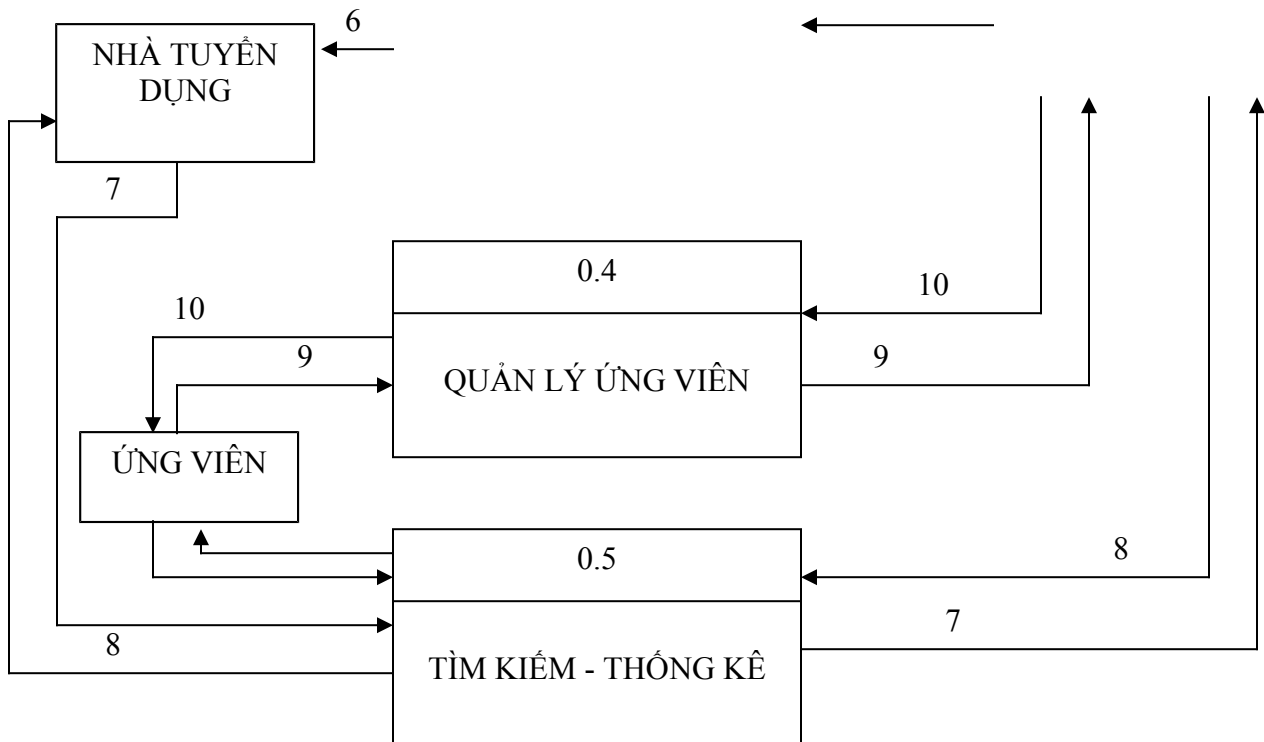 6
NHÀ TUYỂN
DỤNG
7
0.4
10
10
9
QUẢN LÝ ỨNG VIÊN
9
ỨNG VIÊN
0.5
8
7
8
TÌM KIẾM - THỐNG KÊ